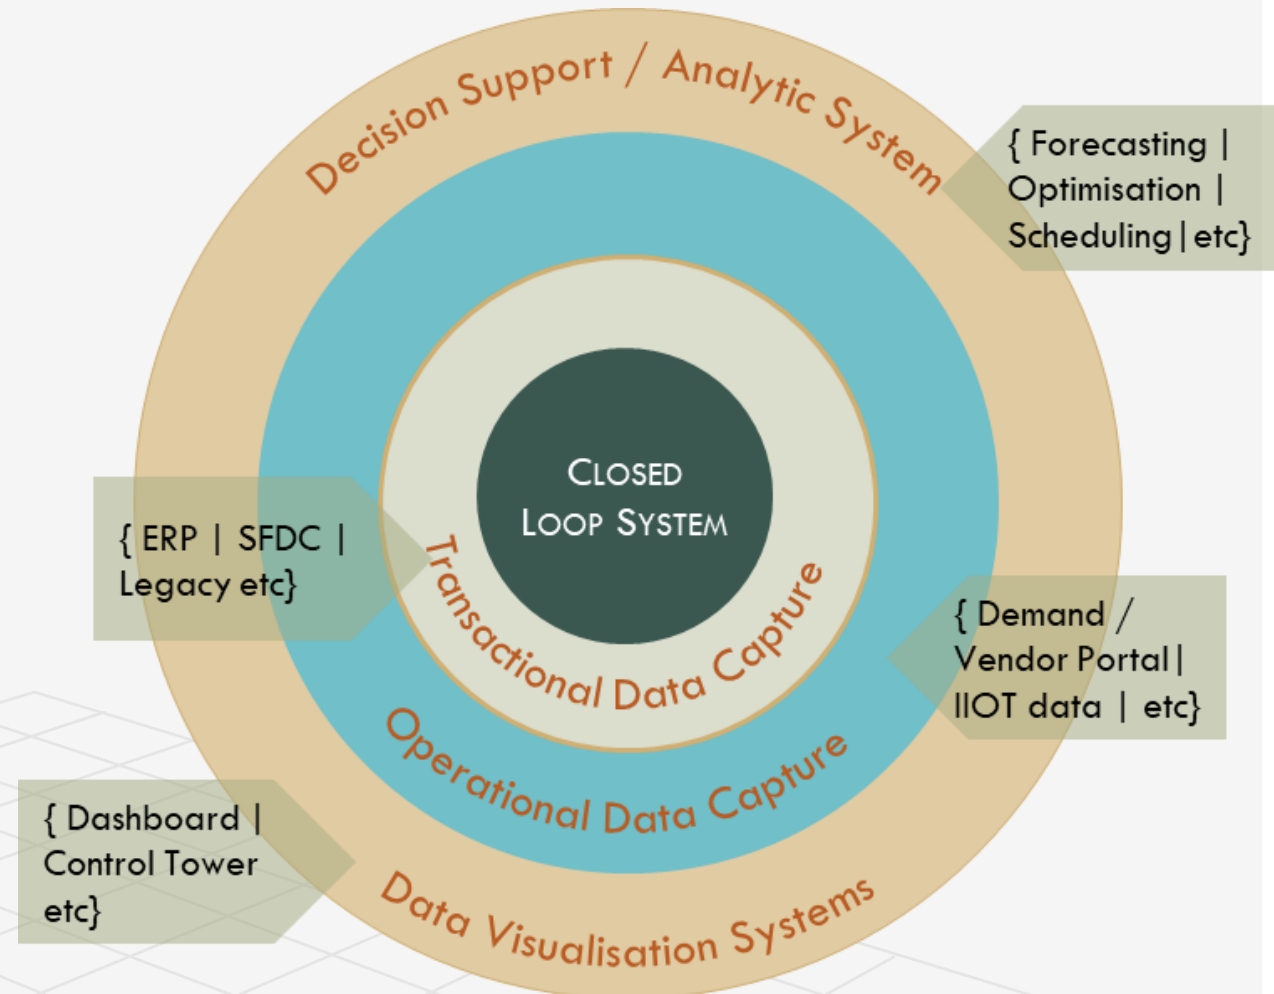 Decision Support / Analytic System
{ Forecasting |
Optimisation |
Scheduling|etc}
CLOSED
LOOP SYSTEM
{ ERP | SFDC |
Legacy etc}
Transactional Data Capture
{ Demand /
Vendor Portal|
IIOT data | etc}
Operational Data Capture
{ Dashboard |
Control Tower
etc}
Data Visualisation Systems